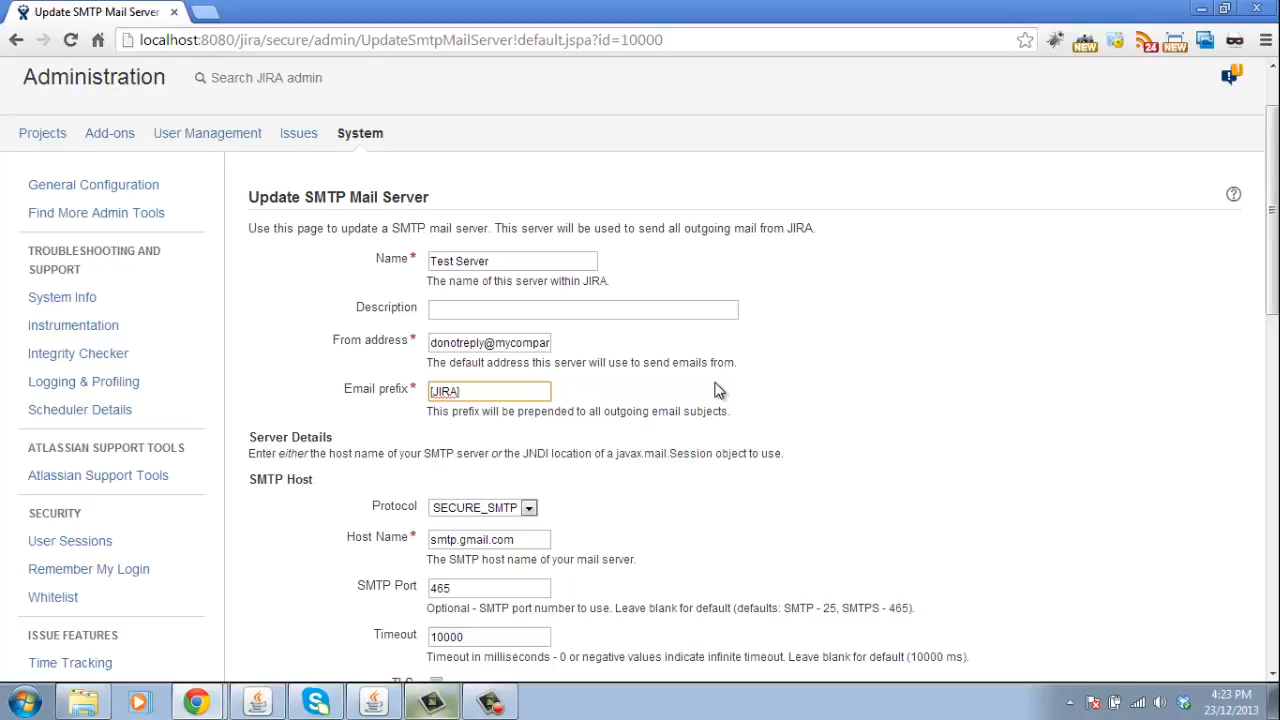 Update SMTP Mail Server
localhost:8080/jira/secure/admin/UpdateSmtpMailServer!default.jspa?id=10000
NEW
24
NEW
Administration
Search JIRA admin
Projects
Add-ons
User Management
Issues
System
General Configuration
Find More Admin Tools
TROUBLESHOOTING AND
SUPPORT
System Info
Instrumentation
Integrity Checker
Logging & Profiling
Scheduler Details
ATLASSIAN SUPPORT TOOLS
Atlassian Support Tools
SECURITY
User Sessions
Remember My Login
Whitelist
ISSUE FEATURES
Time Tracking
Update SMTP Mail Server
Use this page to update a SMTP mail server. This server will be used to send all outgoing mail from JIRA.
Name* Test Server
The name of this server within JIRA.
Description
From address* donotreply@mycompar
The default address this server will use to send emails from.
Email prefix* [JIRA]
This prefix will be prepended to all outgoing email subjects.
Server Details
Enter either the host name of your SMTP server or the JNDI location of a javax.mail.Session object to use.
SMTP Host
Protocol SECURE_SMTP
Host Name* smtp.gmail.com
The SMTP host name of your mail server.
SMTP Port 465
Optional - SMTP port number to use. Leave blank for default (defaults: SMTP - 25, SMTPS - 465).
Timeout 10000
Timeout in milliseconds - 0 or negative values indicate infinite timeout. Leave blank for default (10000 ms).
4:23 PM
23/12/2013